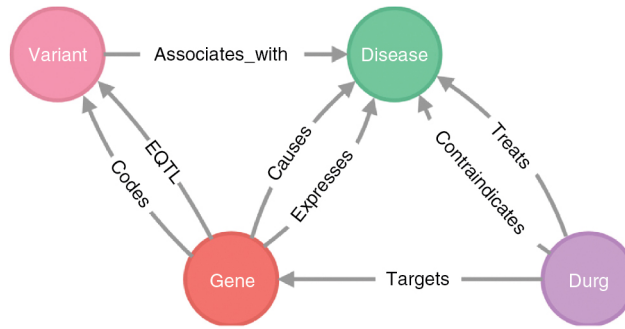 Variant
Associates_with
Disease
Codes
EQTL
Causes
Expresses
Contraindicates
Treats
Gene
Targets
Durg